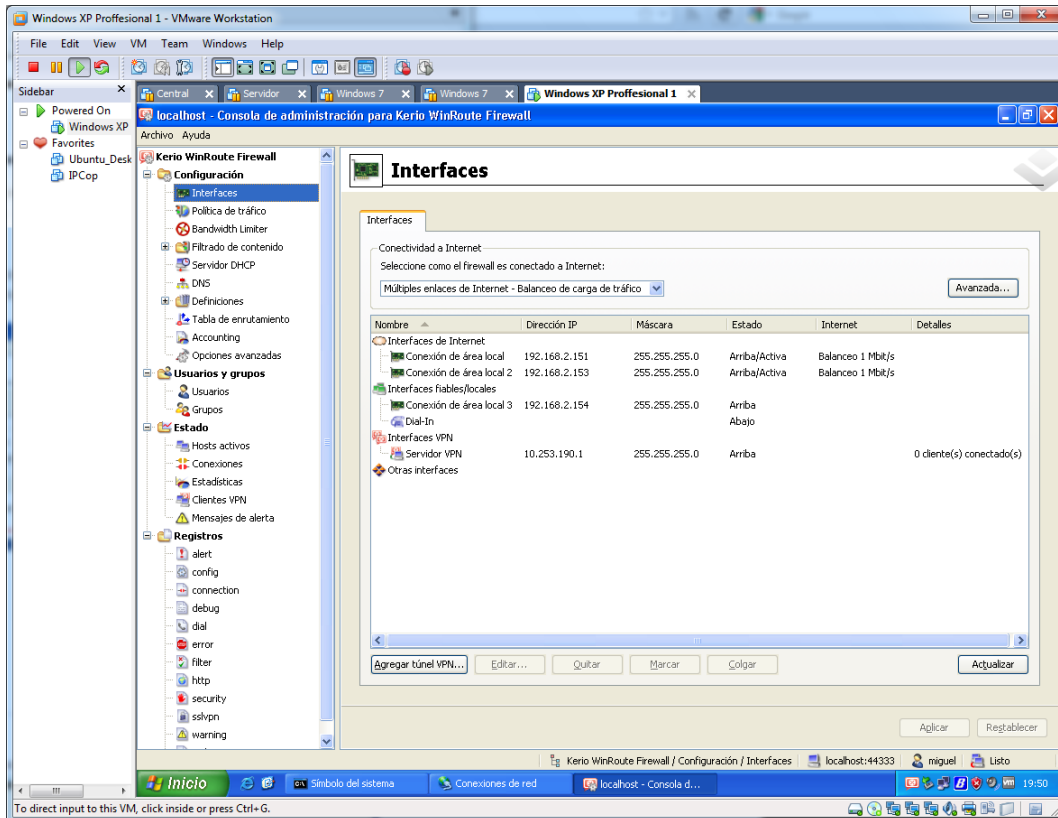 Windows XP Proffesional 1 - VMware Workstation
File Edit View VM Team Windows Help
Sidebar
Powered On
Windows XP
Favorites
Ubuntu_Desk
IPCop
Central Servidor Windows 7 Windows 7 Windows XP Proffesional 1
localhost - Consola de administración para Kerio WinRoute Firewall
Archivo Ayuda
Kerio WinRoute Firewall
Configuración
Interfaces
Política de tráfico
Bandwidth Limiter
Filtrado de contenido
Servidor DHCP
DNS
Definiciones
Tabla de enrutamiento
Accounting
Opciones avanzadas
Usuarios y grupos
Usuarios
Grupos
Estado
Hosts activos
Conexiones
Estadísticas
Clientes VPN
Mensajes de alerta
Registros
alert
config
connection
debug
dial
error
filter
http
security
sslvpn
warning
Interfaces
Interfaces
Conectividad a Internet
Seleccione como el firewall es conectado a Internet:
Múltiples enlaces de Internet - Balanceo de carga de tráfico
Avanzada...
Nombre Dirección IP Máscara Estado Internet Detalles
Interfaces de Internet
Conexión de área local 192.168.2.151 255.255.255.0 Arriba/Activa Balanceo 1 Mbit/s
Conexión de área local 2 192.168.2.153 255.255.255.0 Arriba/Activa Balanceo 1 Mbit/s
Interfaces fiables/locales
Conexión de área local 3 192.168.2.154 255.255.255.0 Arriba
Dial-In Abajo
Interfaces VPN
Servidor VPN 10.253.190.1 255.255.255.0 Arriba 0 cliente(s) conectado(s)
Otras interfaces
Agregar túnel VPN... Editar... Quitar Marcar Colgar Actualizar
Aplicar Restablecer
Kerio WinRoute Firewall / Configuración / Interfaces localhost:44333 miguel Listo
Inicio Símbolo del sistema Conexiones de red localhost - Consola d... 19:50
To direct input to this VM, click inside or press Ctrl+G.